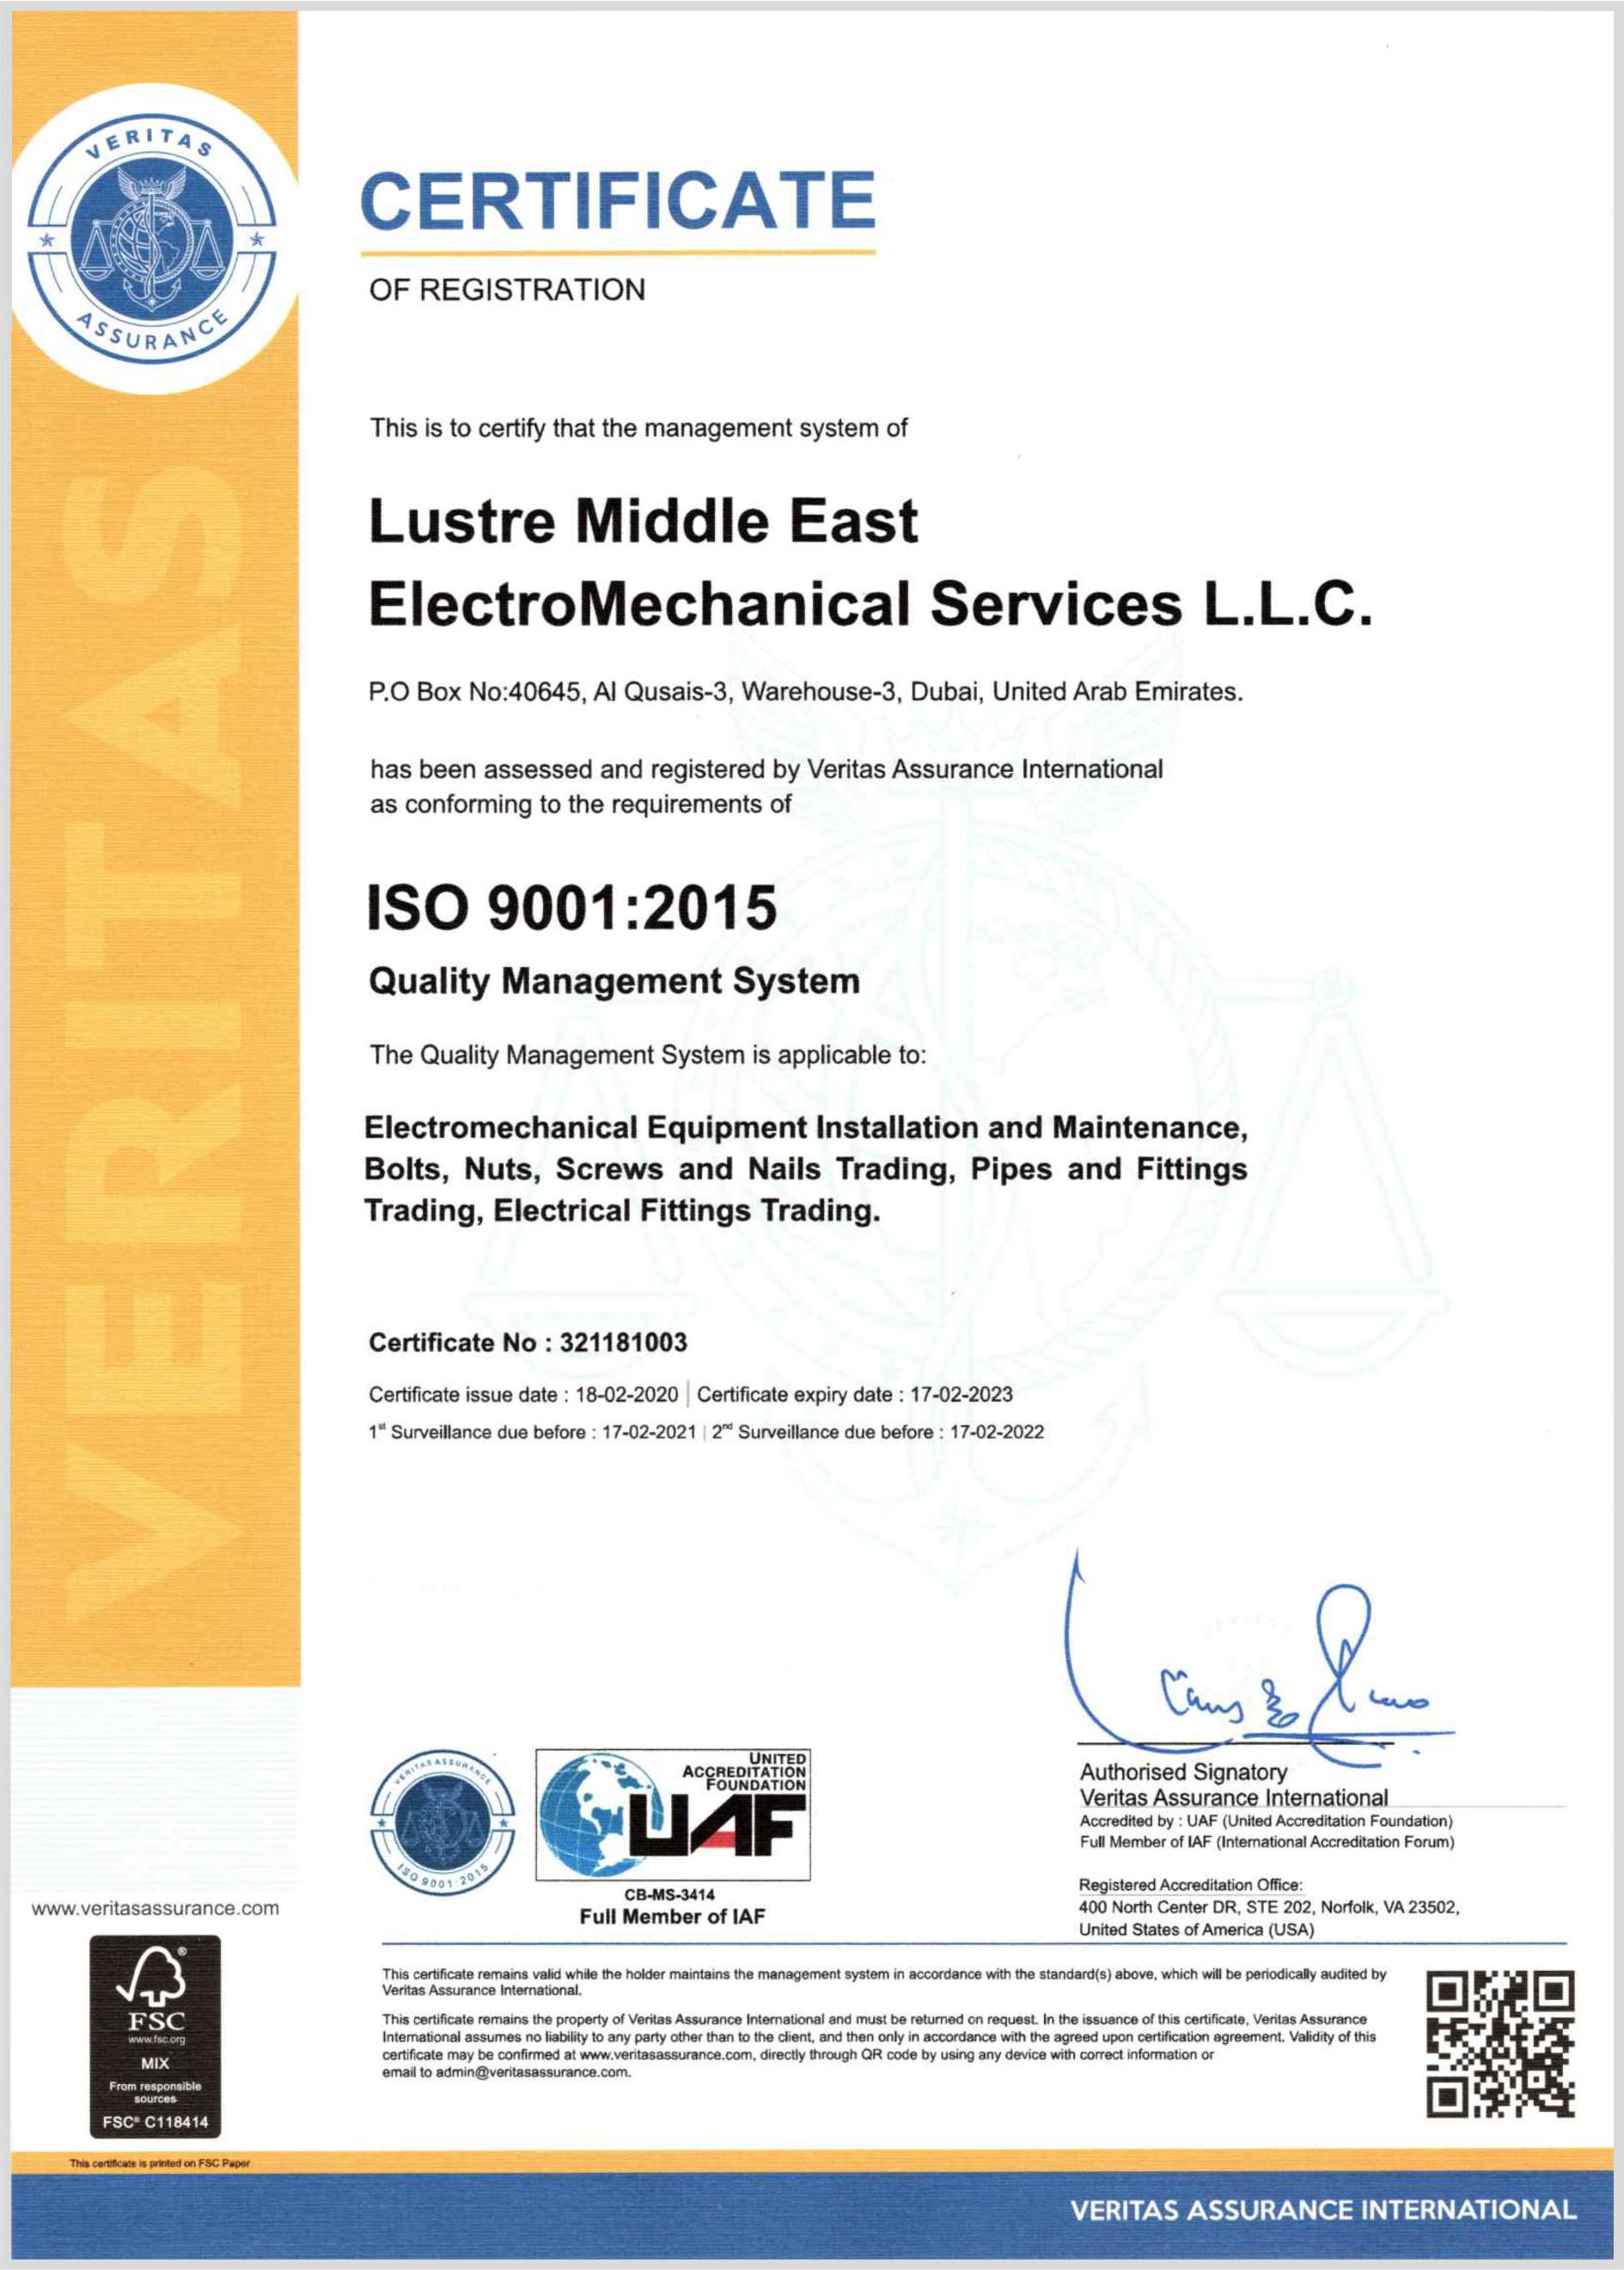 VERITAS
ASSURANCE
VERITAS
CERTIFICATE
OF REGISTRATION
This is to certify that the management system of
Lustre Middle East
ElectroMechanical Services L.L.C.
P.O Box No:40645, Al Qusais-3, Warehouse-3, Dubai, United Arab Emirates.
has been assessed and registered by Veritas Assurance International
as conforming to the requirements of
ISO 9001:2015
Quality Management System
The Quality Management System is applicable to:
Electromechanical Equipment Installation and Maintenance,
Bolts, Nuts, Screws and Nails Trading, Pipes and Fittings
Trading, Electrical Fittings Trading.
Certificate No : 321181003
Certificate issue date : 18-02-2020 | Certificate expiry date : 17-02-2023
1st Surveillance due before : 17-02-2021 | 2nd Surveillance due before : 17-02-2022
VERITAS ASSURANCE
ISO 9001:2015
UNITED
ACCREDITATION
FOUNDATION
UAF
CB-MS-3414
Full Member of IAF
Authorised Signatory
Veritas Assurance International
Accredited by : UAF (United Accreditation Foundation)
Full Member of IAF (International Accreditation Forum)
Registered Accreditation Office:
400 North Center DR, STE 202, Norfolk, VA 23502,
United States of America (USA)
www.veritasassurance.com
FSC
www.fsc.org
MIX
From responsible
sources
FSC® C118414
This certificate remains valid while the holder maintains the management system in accordance with the standard(s) above, which will be periodically audited by
Veritas Assurance International.
This certificate remains the property of Veritas Assurance International and must be returned on request. In the issuance of this certificate, Veritas Assurance
International assumes no liability to any party other than to the client, and then only in accordance with the agreed upon certification agreement. Validity of this
certificate may be confirmed at www.veritasassurance.com, directly through QR code by using any device with correct information or
email to admin@veritasassurance.com.
This certificate is printed on FSC Paper
VERITAS ASSURANCE INTERNATIONAL